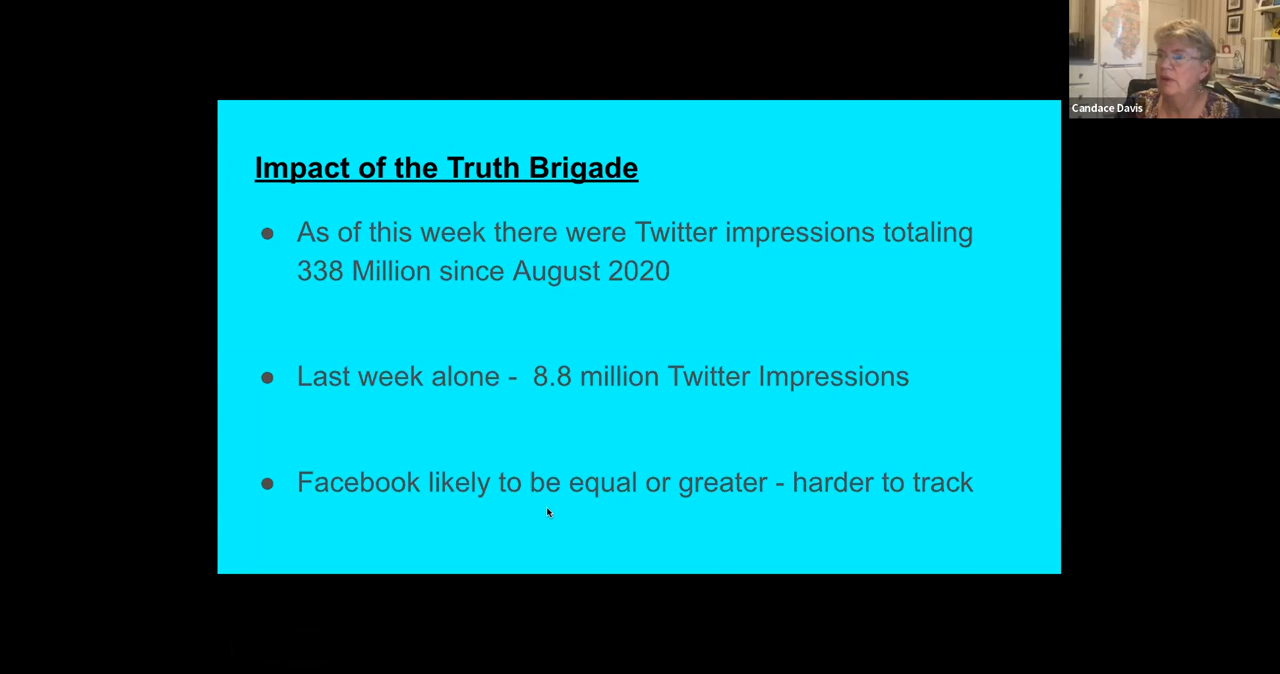 Candace Davis
Impact of the Truth Brigade
● As of this week there were Twitter impressions totaling
338 Million since August 2020
● Last week alone -  8.8 million Twitter Impressions
● Facebook likely to be equal or greater - harder to track